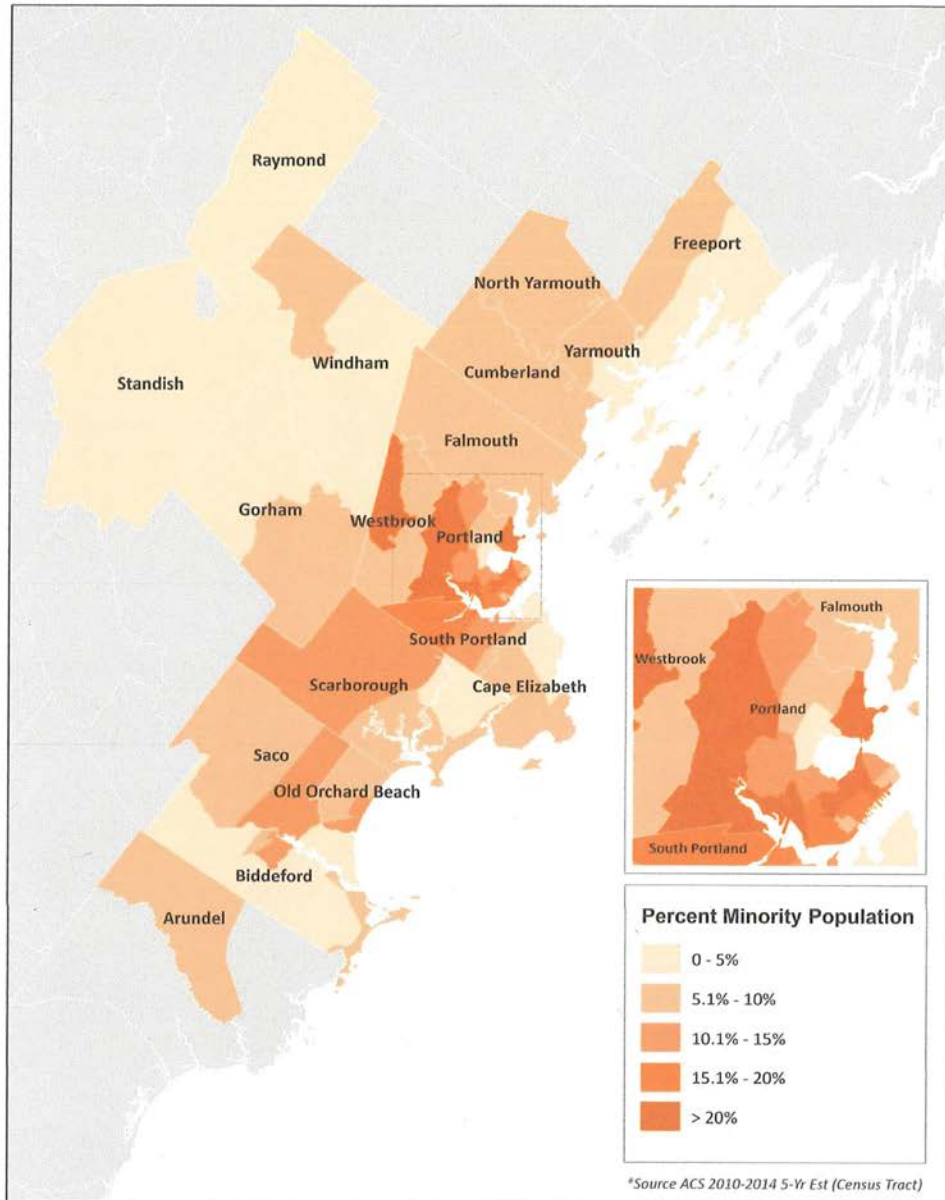 Raymond
Freeport
North Yarmouth
Windham
Yarmouth
Cumberland
Standish
Falmouth
Gorham
Westbrook
Portland
South Portland
Scarborough
Cape Elizabeth
Saco
Old Orchard Beach
Biddeford
Arundel
Falmouth
Westbrook
Portland
South Portland
Percent Minority Population
0 - 5%
5.1% - 10%
10.1% - 15%
15.1% - 20%
> 20%
*Source ACS 2010-2014 5-Yr Est (Census Tract)